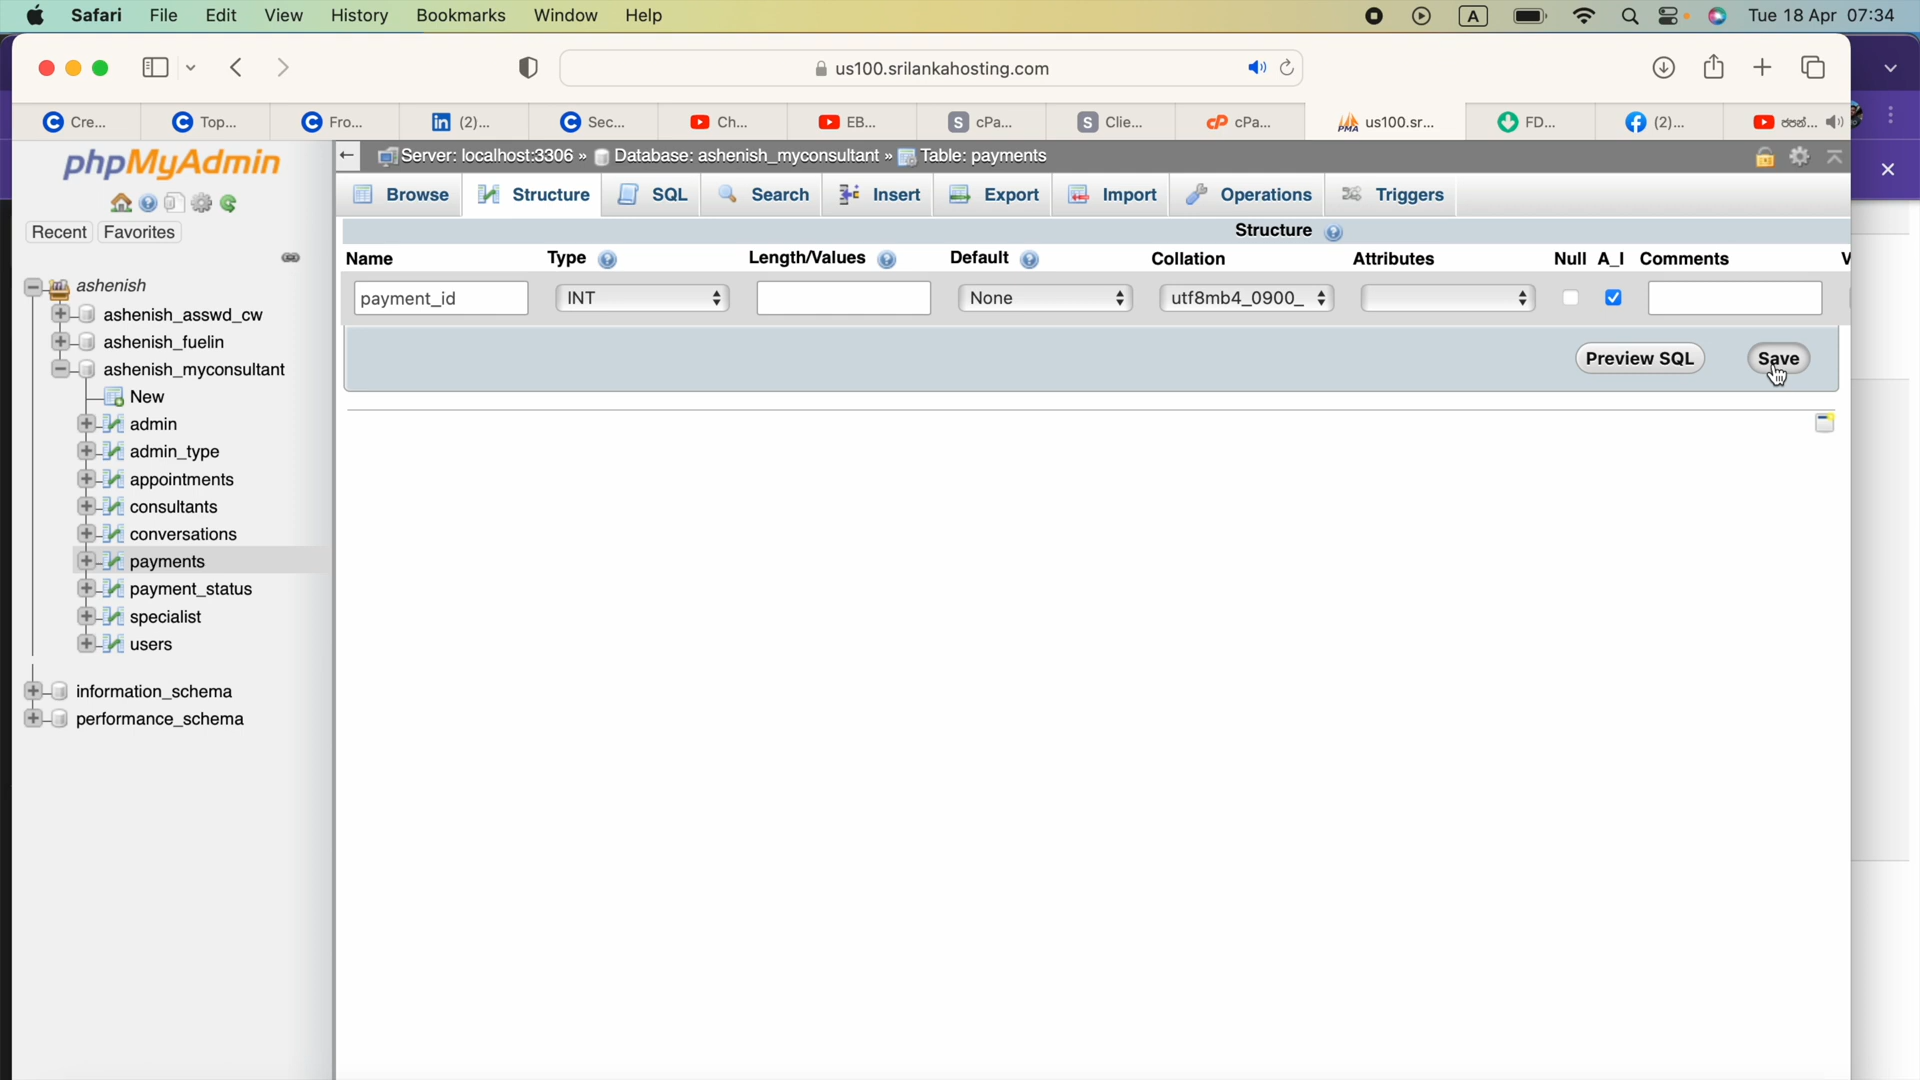 Safari File Edit View History Bookmarks Window Help A Tue 18 Apr 07:34
us100.srilankahosting.com
Cre... Top... Fro... (2)... Sec... Ch... EB... cPa... Clie... cPa... us100.sr... FD... (2)...
phpMyAdmin
Recent Favorites
ashenish
ashenish_asswd_cw
ashenish_fuelin
ashenish_myconsultant
New
admin
admin_type
appointments
consultants
conversations
payments
payment_status
specialist
users
information_schema
performance_schema
Server: localhost:3306 » Database: ashenish_myconsultant » Table: payments
Browse Structure SQL Search Insert Export Import Operations Triggers
Structure
Name Type Length/Values Default Collation Attributes Null A_I Comments V
payment_id INT None utf8mb4_0900_
Preview SQL Save